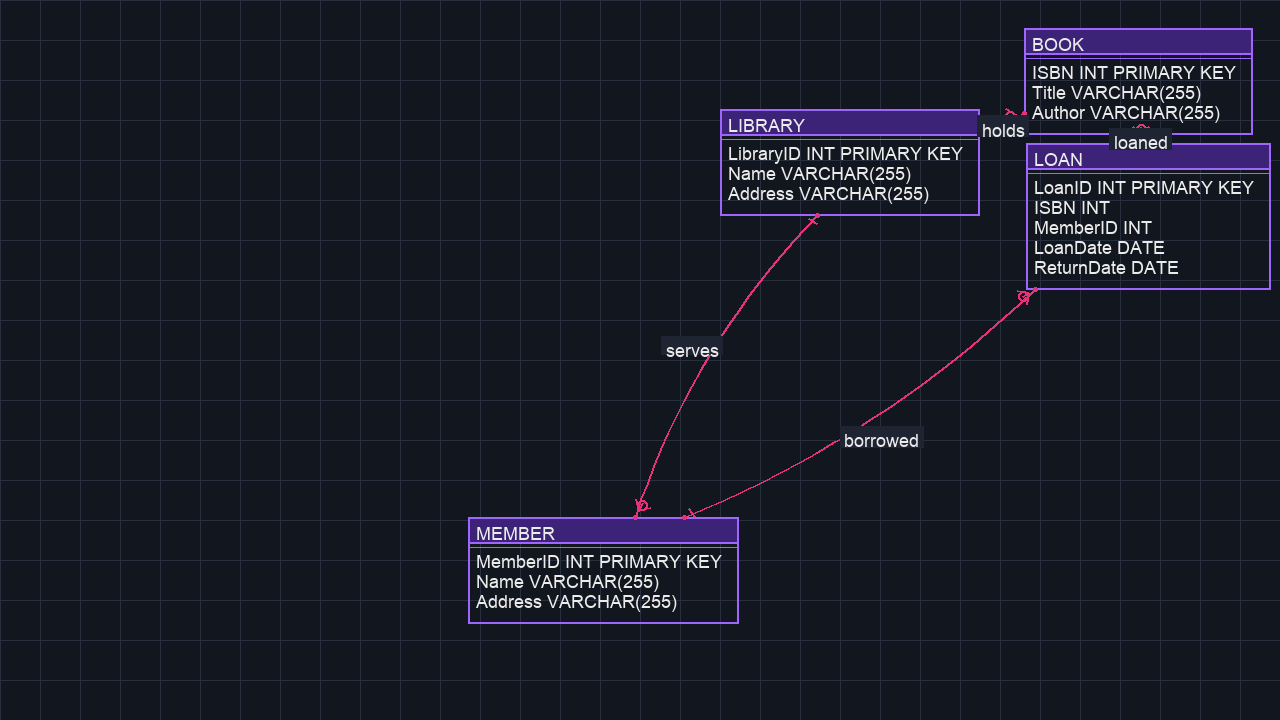 BOOK
ISBN INT PRIMARY KEY
Title VARCHAR(255)
Author VARCHAR(255)
LIBRARY
LibraryID INT PRIMARY KEY
Name VARCHAR(255)
Address VARCHAR(255)
holds
loaned
LOAN
LoanID INT PRIMARY KEY
ISBN INT
MemberID INT
LoanDate DATE
ReturnDate DATE
serves
borrowed
MEMBER
MemberID INT PRIMARY KEY
Name VARCHAR(255)
Address VARCHAR(255)